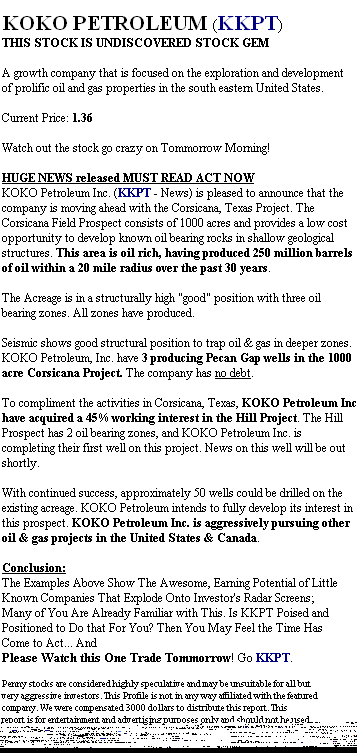 KOKO PETROLEUM (KKPT)
THIS STOCK IS UNDISCOVERED STOCK GEM
A growth company that is focused on the exploration and development
of prolific oil and gas properties in the south eastern United States.
Current Price: 1.36
Watch out the stock go crazy on Tommorrow Morning!
HUGE NEWS released MUST READ ACT NOW
KOKO Petroleum Inc. (KKPT - News) is pleased to announce that the
company is moving ahead with the Corsicana, Texas Project. The
Corsicana Field Prospect consists of 1000 acres and provides a low cost
opportunity to develop known oil bearing rocks in shallow geological
structures. This area is oil rich, having produced 250 million barrels
of oil within a 20 mile radius over the past 30 years.
The Acreage is in a structurally high "good" position with three oil
bearing zones. All zones have produced.
Seismic shows good structural position to trap oil & gas in deeper zones.
KOKO Petroleum, Inc. have 3 producing Pecan Gap wells in the 1000
acre Corsicana Project. The company has no debt.
To compliment the activities in Corsicana, Texas, KOKO Petroleum Inc
have acquired a 45% working interest in the Hill Project. The Hill
Prospect has 2 oil bearing zones, and KOKO Petroleum Inc. is
completing their first well on this project. News on this well will be out
shortly.
With continued success, approximately 50 wells could be drilled on the
existing acreage. KOKO Petroleum intends to fully develop its interest in
this prospect. KOKO Petroleum Inc. is aggressively pursuing other
oil & gas projects in the United States & Canada.
Conclusion:
The Examples Above Show The Awesome, Earning Potential of Little
Known Companies That Explode Onto Investor's Radar Screens;
Many of You Are Already Familiar with This. Is KKPT Poised and
Positioned to Do that For You? Then You May Feel the Time Has
Come to Act... And
Please Watch this One Trade Tommorrow! Go KKPT.
Penny stocks are considered highly speculative and may be unsuitable for all but
very aggressive investors. This Profile is not in any way affiliated with the featured
company. We were compensated 3000 dollars to distribute this report. This
report is for entertainment and advertising purposes only and should not be used